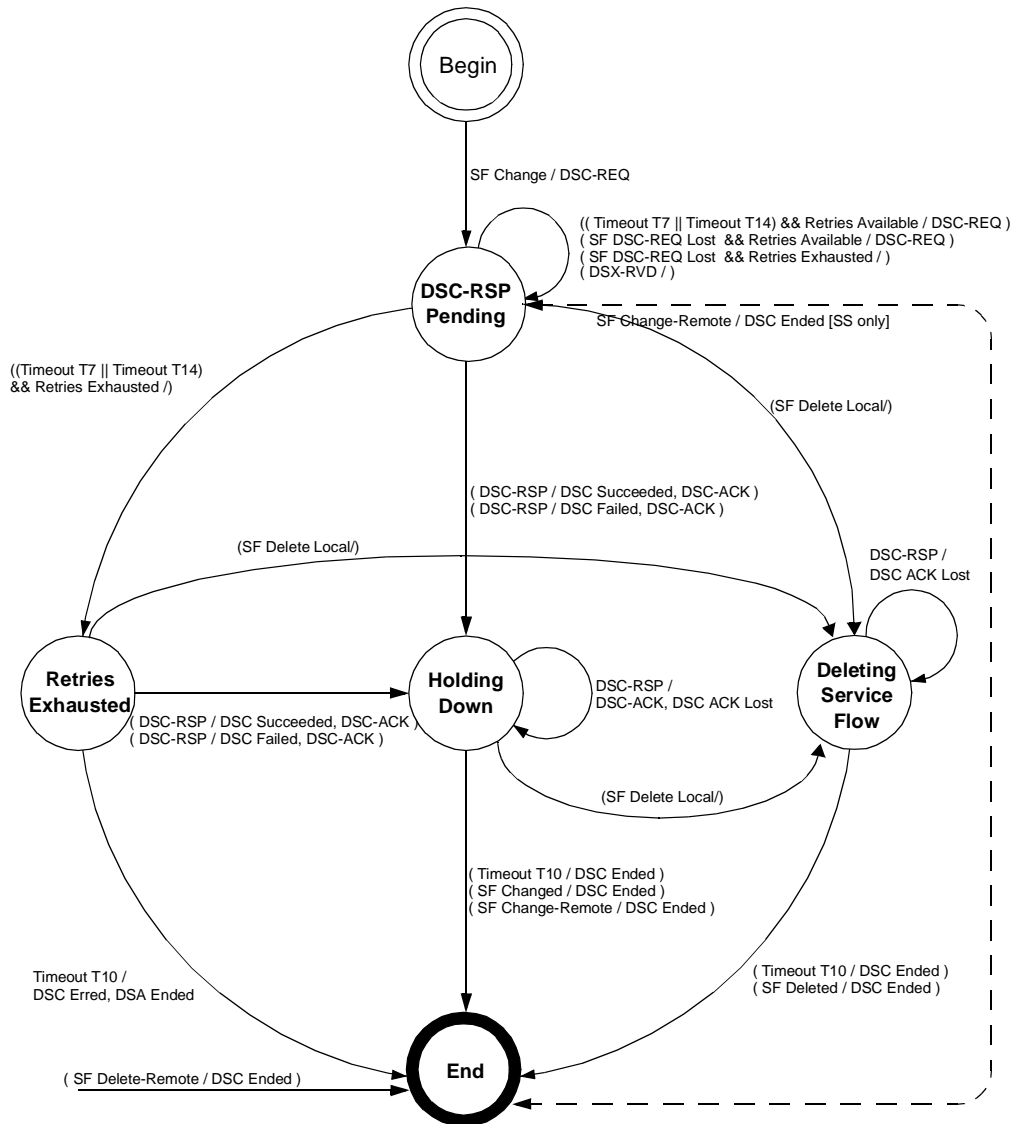 Begin
SF Change / DSC-REQ
(( Timeout T7 || Timeout T14) && Retries Available / DSC-REQ )
( SF DSC-REQ Lost && Retries Available / DSC-REQ )
( SF DSC-REQ Lost && Retries Exhausted / )
( DSX-RVD / )
DSC-RSP
Pending
SF Change-Remote / DSC Ended [SS only]
((Timeout T7 || Timeout T14)
&& Retries Exhausted /)
(SF Delete Local/)
( DSC-RSP / DSC Succeeded, DSC-ACK )
( DSC-RSP / DSC Failed, DSC-ACK )
(SF Delete Local/)
DSC-RSP /
DSC ACK Lost
Retries
Exhausted
Holding
Down
DSC-RSP /
DSC-ACK, DSC ACK Lost
Deleting
Service
Flow
( DSC-RSP / DSC Succeeded, DSC-ACK )
( DSC-RSP / DSC Failed, DSC-ACK )
(SF Delete Local/)
( Timeout T10 / DSC Ended )
( SF Changed / DSC Ended )
( SF Change-Remote / DSC Ended )
Timeout T10 /
DSC Erred, DSA Ended
( Timeout T10 / DSC Ended )
( SF Deleted / DSC Ended )
End
( SF Delete-Remote / DSC Ended )